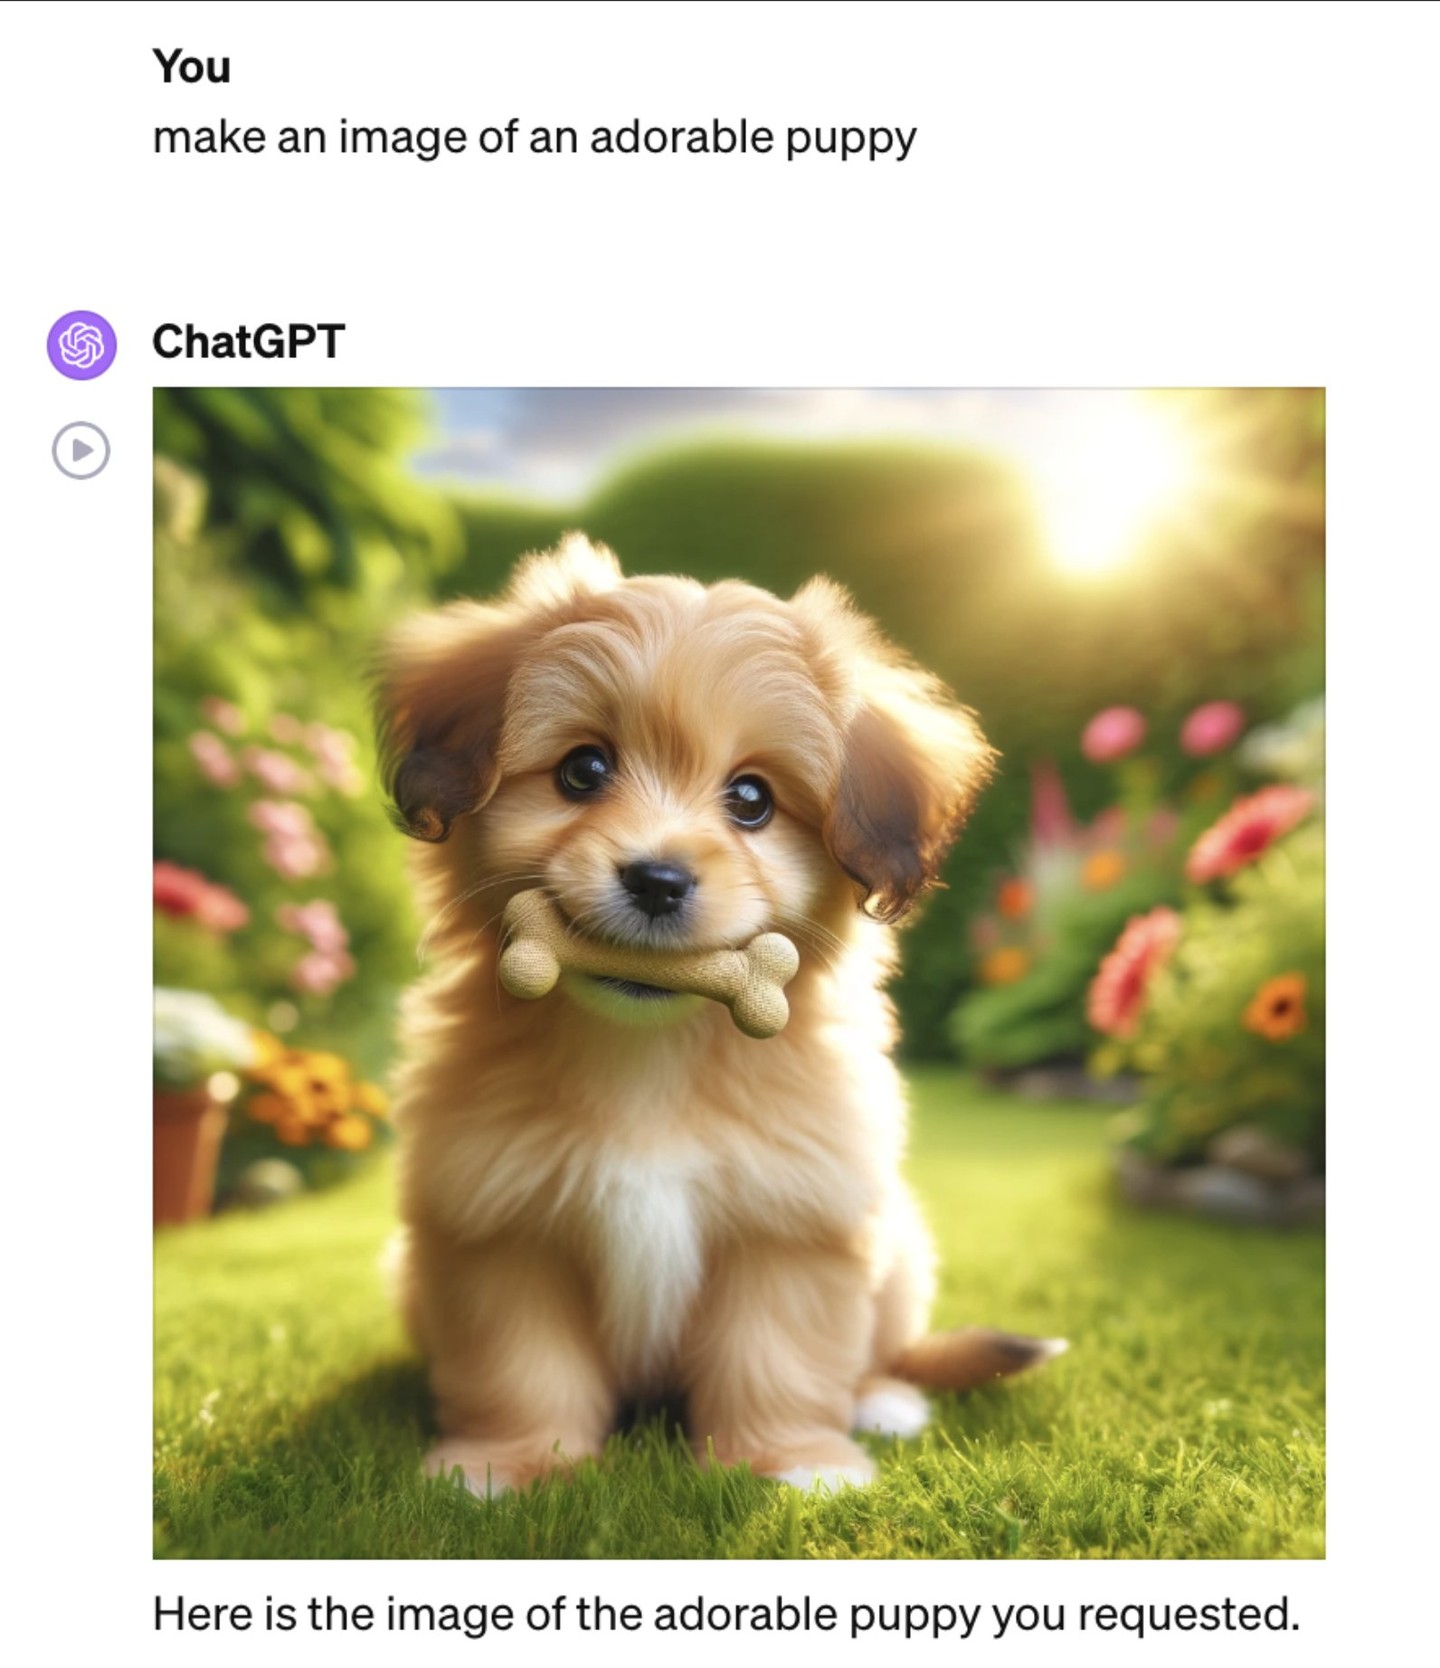 You
make an image of an adorable puppy
ChatGPT
Here is the image of the adorable puppy you requested.